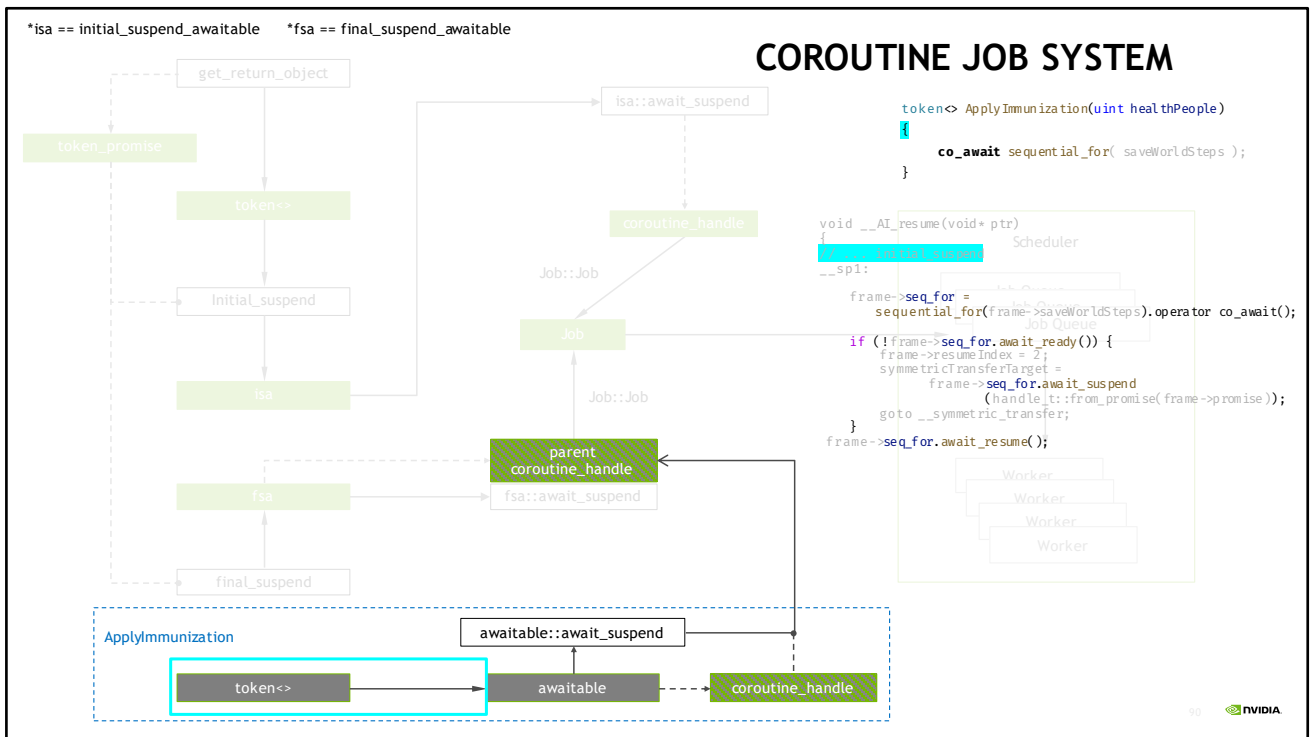 *isa == initial_suspend_awaitable *fsa == final_suspend_awaitable
COROUTINE JOB SYSTEM
get_return_object
token_promise
token<>
Initial_suspend
isa
isa::await_suspend
coroutine_handle
Job::Job
Job
Job::Job
parent
coroutine_handle
fsa
fsa::await_suspend
final_suspend
token<> ApplyImmunization(uint healthPeople)
{
co_await sequential_for( saveWorldSteps );
}
void __AI_resume(void* ptr)
{
__sp1:
frame->seq_for =
sequential_for(frame->saveWorldSteps).operator co_await();
if (!frame->seq_for.await_ready()) {
frame->resumeIndex = 2;
symmetricTransferTarget =
frame->seq_for.await_suspend
(handle_t::from_promise(frame->promise));
goto __symmetric_transfer;
}
frame->seq_for.await_resume();
Scheduler
Job Queue
Job Queue
Job Queue
Worker
Worker
Worker
Worker
ApplyImmunization
awaitable::await_suspend
token<>
awaitable
coroutine_handle
90
NVIDIA.